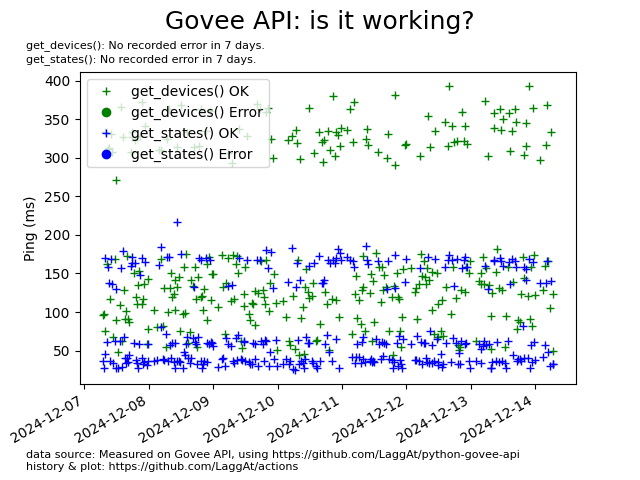 Govee API: is it working?
get_devices(): No recorded error in 7 days.
get_states(): No recorded error in 7 days.
get_devices() OK
get_devices() Error
get_states() OK
get_states() Error
400
350
300
250
200
150
100
50
Ping (ms)
2024-12-07
2024-12-08
2024-12-09
2024-12-10
2024-12-11
2024-12-12
2024-12-13
2024-12-14
data source: Measured on Govee API, using https://github.com/LaggAt/python-govee-api
history & plot: https://github.com/LaggAt/actions